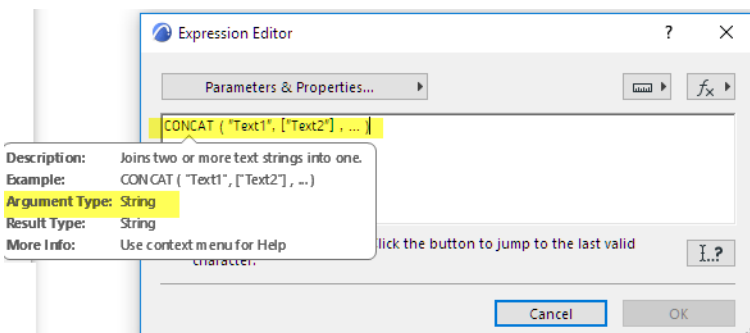 Expression Editor
?
Parameters & Properties...
fx
CONCAT ( "Text1", ["Text2"] , ... )
Description: Joins two or more text strings into one.
Example: CONCAT ( "Text1", ["Text2"] , ... )
Argument Type: String
Result Type: String
More Info: Use context menu for Help
Click the button to jump to the last valid
character.
I..?
Cancel
OK